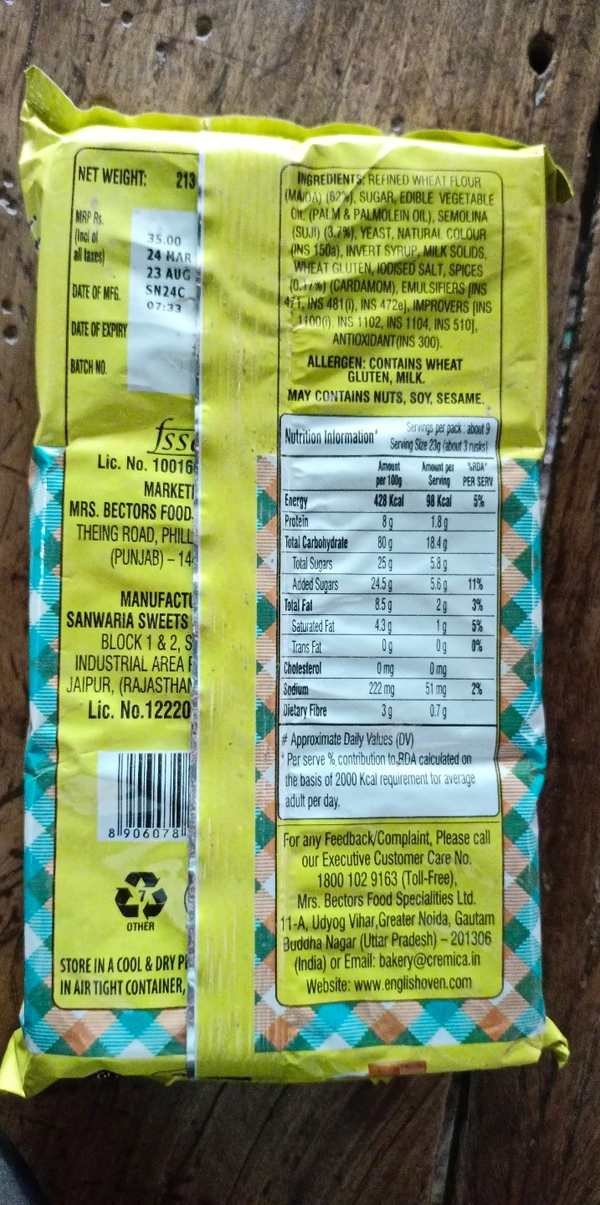 NET WEIGHT: 213
MRP Rs.
(Incl of
all taxes)
DATE OF MFG.
DATE OF EXPIRY
BATCH NO.
35.00
24 MAR
23 AUG
SN24C
07:33
fssa
Lic. No. 10016
MARKETI
MRS. BECTORS FOOD
THEING ROAD, PHILL
(PUNJAB) – 14
MANUFACTU
SANWARIA SWEETS
BLOCK 1 & 2, S
INDUSTRIAL AREA
JAIPUR, (RAJASTHAN
Lic. No.12220
8 906078
7
OTHER
STORE IN A COOL & DRY PL
IN AIR TIGHT CONTAINER,
INGREDIENTS: REFINED WHEAT FLOUR
(MAIDA) (62%), SUGAR, EDIBLE VEGETABLE
OIL (PALM & PALMOLEIN OIL), SEMOLINA
(SUJI) (3.7%), YEAST, NATURAL COLOUR
(INS 150a), INVERT SYRUP, MILK SOLIDS,
WHEAT GLUTEN, IODISED SALT, SPICES
(0.17%) (CARDAMOM), EMULSIFIERS [INS
471, INS 481(i), INS 472e], IMPROVERS [INS
1100(i), INS 1102, INS 1104, INS 510],
ANTIOXIDANT(INS 300).
ALLERGEN: CONTAINS WHEAT
GLUTEN, MILK.
MAY CONTAINS NUTS, SOY, SESAME.
Nutrition Information* Servings per pack : about 9
Serving Size 23g (about 3 rusks)
Amount per 100g Amount per Serving %RDA* PER SERV
Energy 428 Kcal 98 Kcal 5%
Protein 8 g 1.8 g
Total Carbohydrate 80 g 18.4 g
Total Sugars 25 g 5.8 g
Added Sugars 24.5 g 5.6 g 11%
Total Fat 8.5 g 2 g 3%
Saturated Fat 4.3 g 1 g 5%
Trans Fat 0 g 0 g 0%
Cholesterol 0 mg 0 mg
Sodium 222 mg 51 mg 2%
Dietary Fibre 3 g 0.7 g
# Approximate Daily Values (DV)
* Per serve % contribution to RDA calculated on
the basis of 2000 Kcal requirement for average
adult per day.
For any Feedback/Complaint, Please call
our Executive Customer Care No.
1800 102 9163 (Toll-Free),
Mrs. Bectors Food Specialities Ltd.
11-A, Udyog Vihar,Greater Noida, Gautam
Buddha Nagar (Uttar Pradesh) – 201306
(India) or Email: bakery@cremica.in
Website: www.englishoven.com